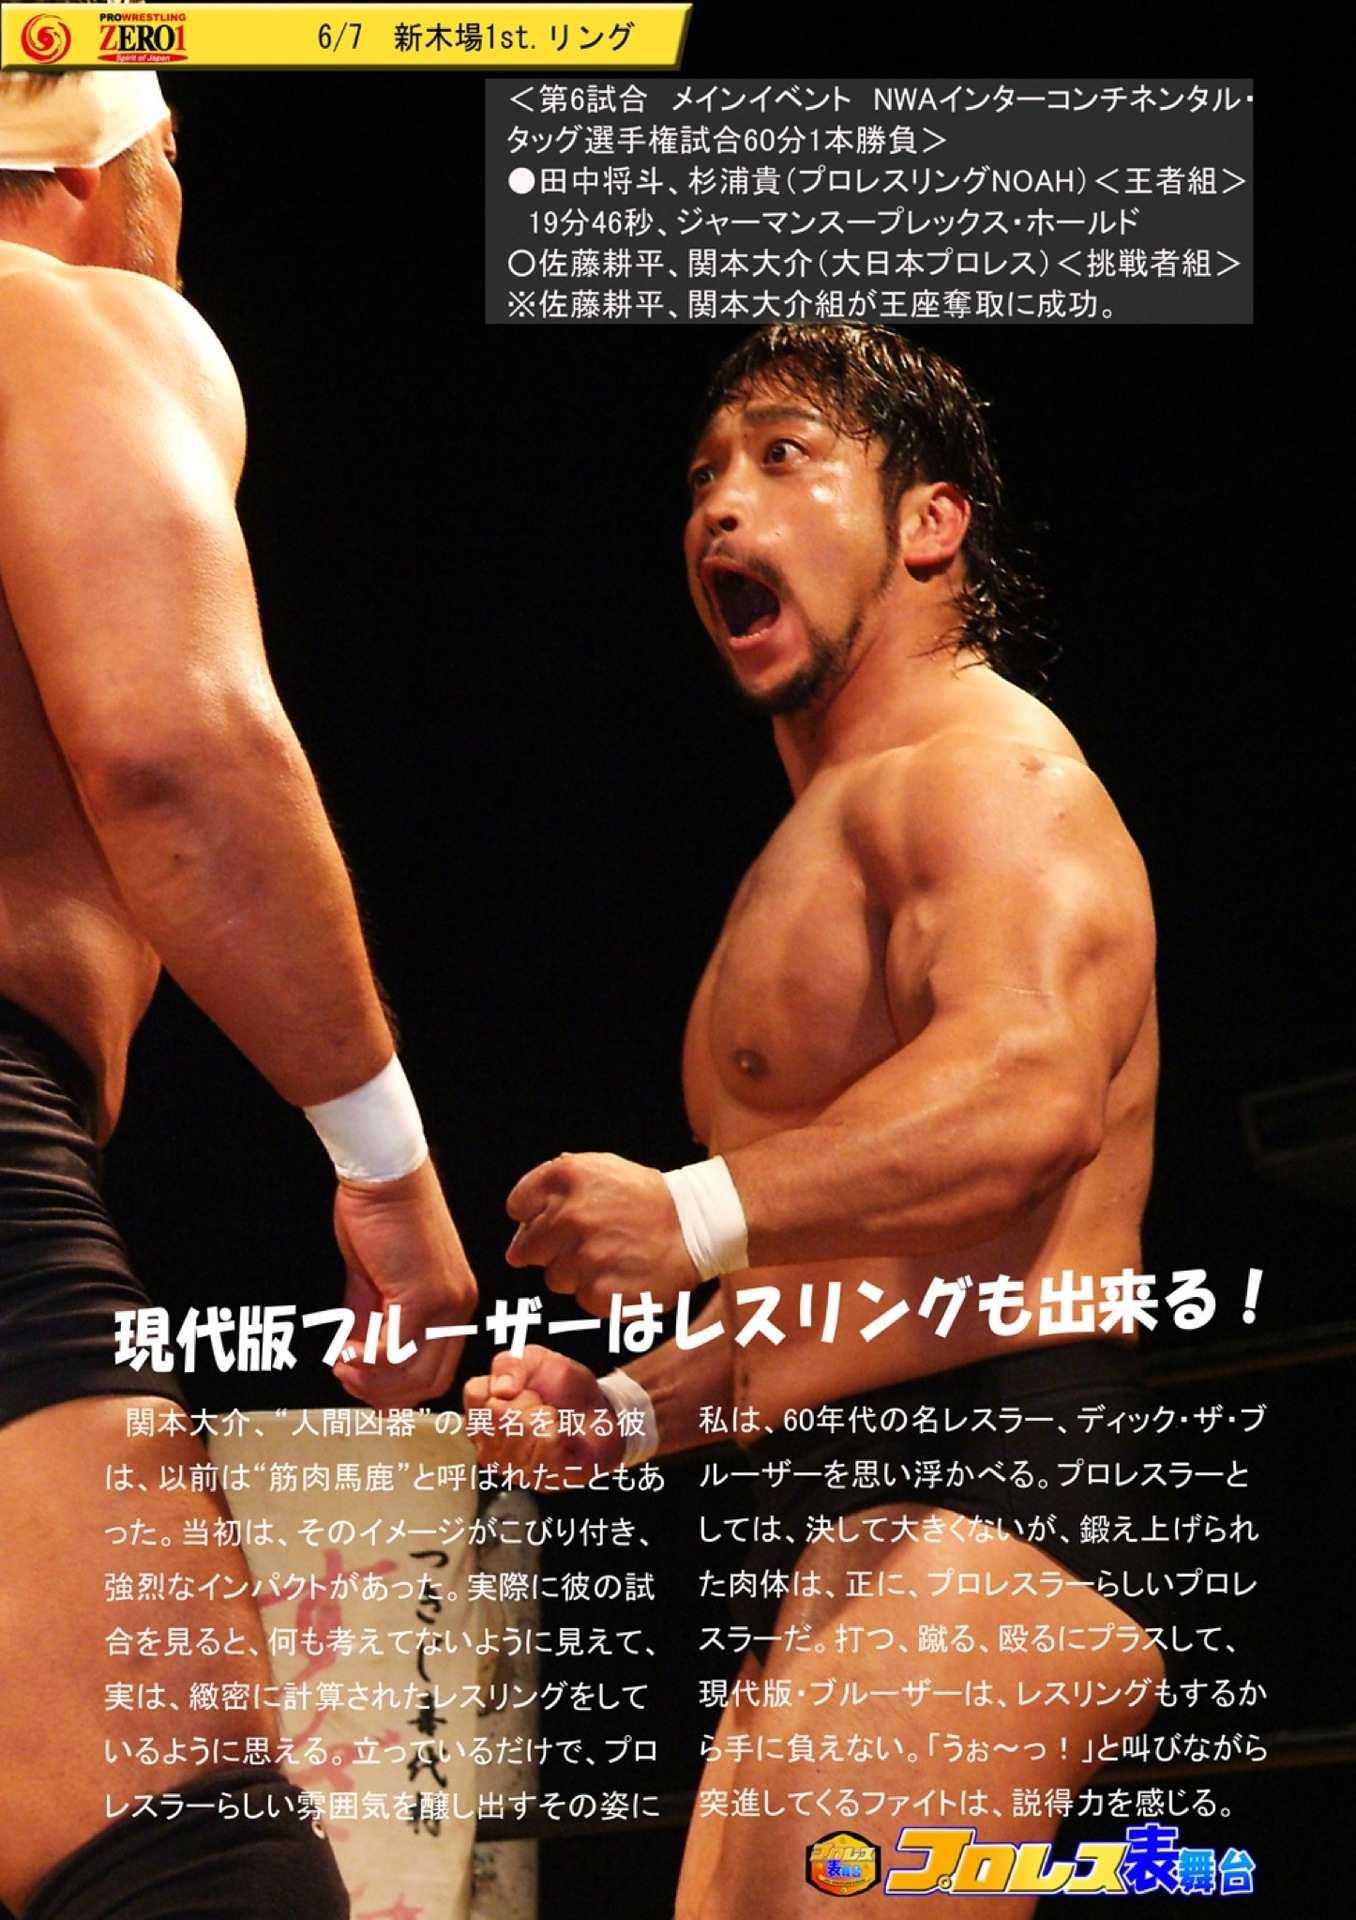 PROWRESTLING
ZERO1
Spirit of Japan
6/7 新木場1st. リング
＜第6試合 メインイベント NWAインターコンチネンタル・
タッグ選手権試合60分1本勝負＞
●田中将斗、杉浦貴（プロレスリングNOAH）＜王者組＞
19分46秒、ジャーマンスープレックス・ホールド
○佐藤耕平、関本大介（大日本プロレス）＜挑戦者組＞
※佐藤耕平、関本大介組が王座奪取に成功。
現代版ブルーザーはレスリングも出来る！
関本大介、“人間凶器”の異名を取る彼
は、以前は“筋肉馬鹿”と呼ばれたこともあ
った。当初は、そのイメージがこびり付き、
強烈なインパクトがあった。実際に彼の試
合を見ると、何も考えてないように見えて、
実は、緻密に計算されたレスリングをして
いるように思える。立っているだけで、プロ
レスラーらしい雰囲気を醸し出すその姿に
私は、60年代の名レスラー、ディック・ザ・ブ
ルーザーを思い浮かべる。プロレスラーと
しては、決して大きくないが、鍛え上げられ
た肉体は、正に、プロレスラーらしいプロレ
スラーだ。打つ、蹴る、殴るにプラスして、
現代版・ブルーザーは、レスリングもするか
ら手に負えない。「うぉ～っ！」と叫びながら
突進してくるファイトは、説得力を感じる。
プロレス表舞台